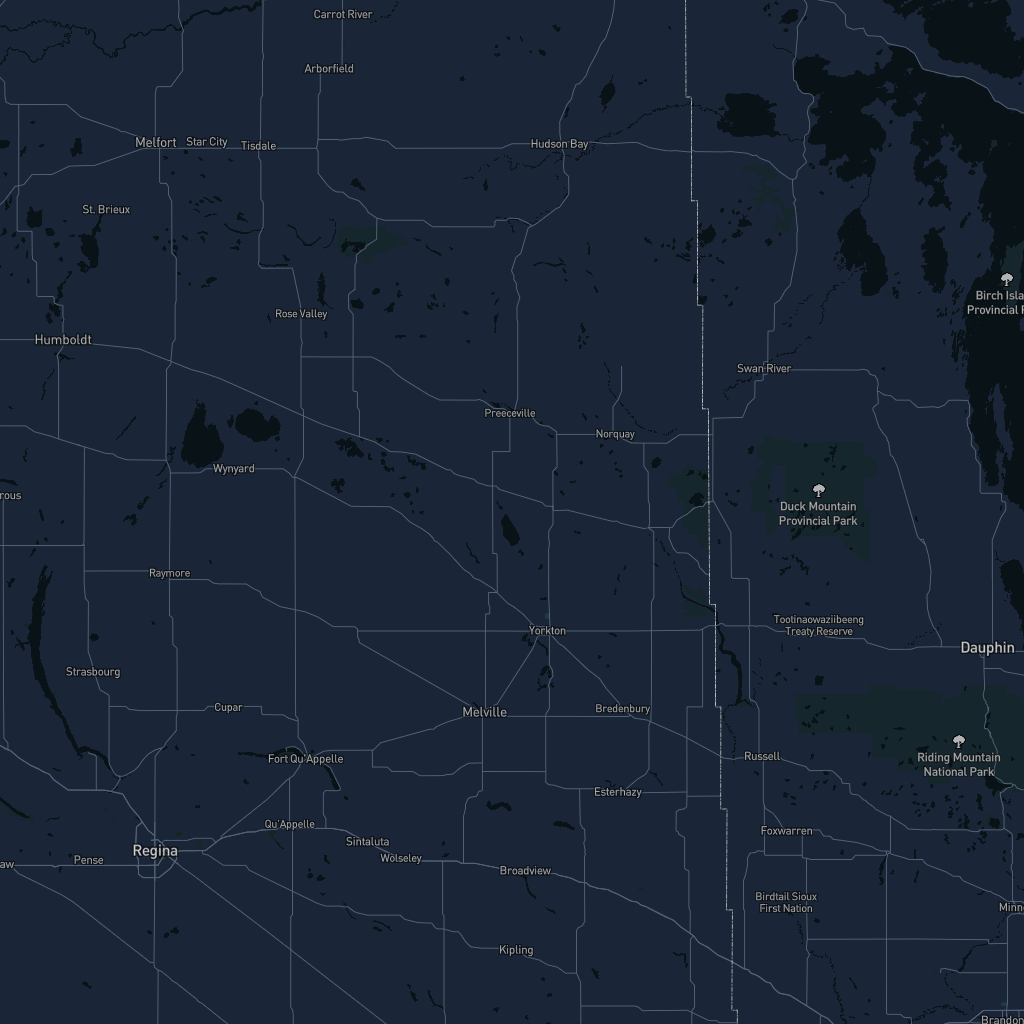 Carrot River
Arborfield
Melfort
Star City
Tisdale
Hudson Bay
St. Brieux
Birch Isla
Provincial P
Rose Valley
Humboldt
Swan River
Preeceville
Norquay
Wynyard
rous
Duck Mountain
Provincial Park
Raymore
Tootinaowaziibeeng
Treaty Reserve
Yorkton
Dauphin
Strasbourg
Cupar
Melville
Bredenbury
Fort Qu'Appelle
Russell
Riding Mountain
National Park
Esterhazy
Qu'Appelle
Foxwarren
Sintaluta
Regina
Wolseley
Pense
aw
Broadview
Birdtail Sioux
First Nation
Minn
Kipling
Brandon